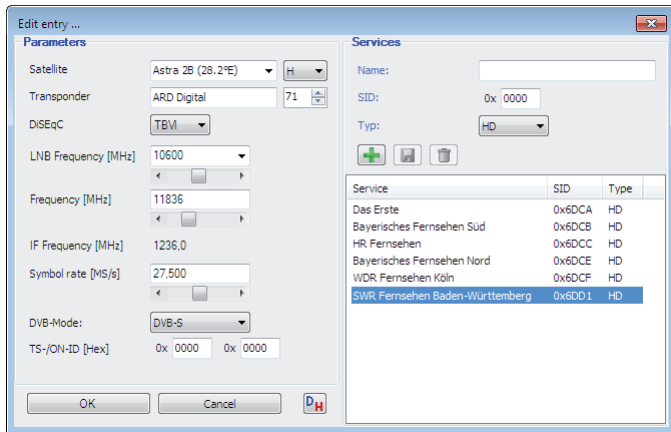 Edit entry ...
Parameters
Satellite Astra 2B (28.2°E) H
Transponder ARD Digital 71
DiSEqC TBVI
LNB Frequency [MHz] 10600
Frequency [MHz] 11836
IF Frequency [MHz] 1236,0
Symbol rate [MS/s] 27,500
DVB-Mode: DVB-S
TS-/ON-ID [Hex] 0x 0000 0x 0000
OK Cancel DH
Services
Name:
SID: 0x 0000
Typ: HD
Service SID Type
Das Erste 0x6DCA HD
Bayerisches Fernsehen Süd 0x6DCB HD
HR Fernsehen 0x6DCC HD
Bayerisches Fernsehen Nord 0x6DCE HD
WDR Fernsehen Köln 0x6DCF HD
SWR Fernsehen Baden-Württemberg 0x6DD1 HD